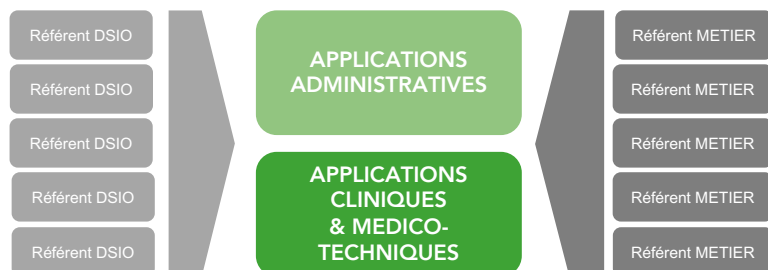 Référent DSIO
Référent DSIO
Référent DSIO
Référent DSIO
Référent DSIO
APPLICATIONS
ADMINISTRATIVES
APPLICATIONS
CLINIQUES
& MEDICO-
TECHNIQUES
Référent METIER
Référent METIER
Référent METIER
Référent METIER
Référent METIER